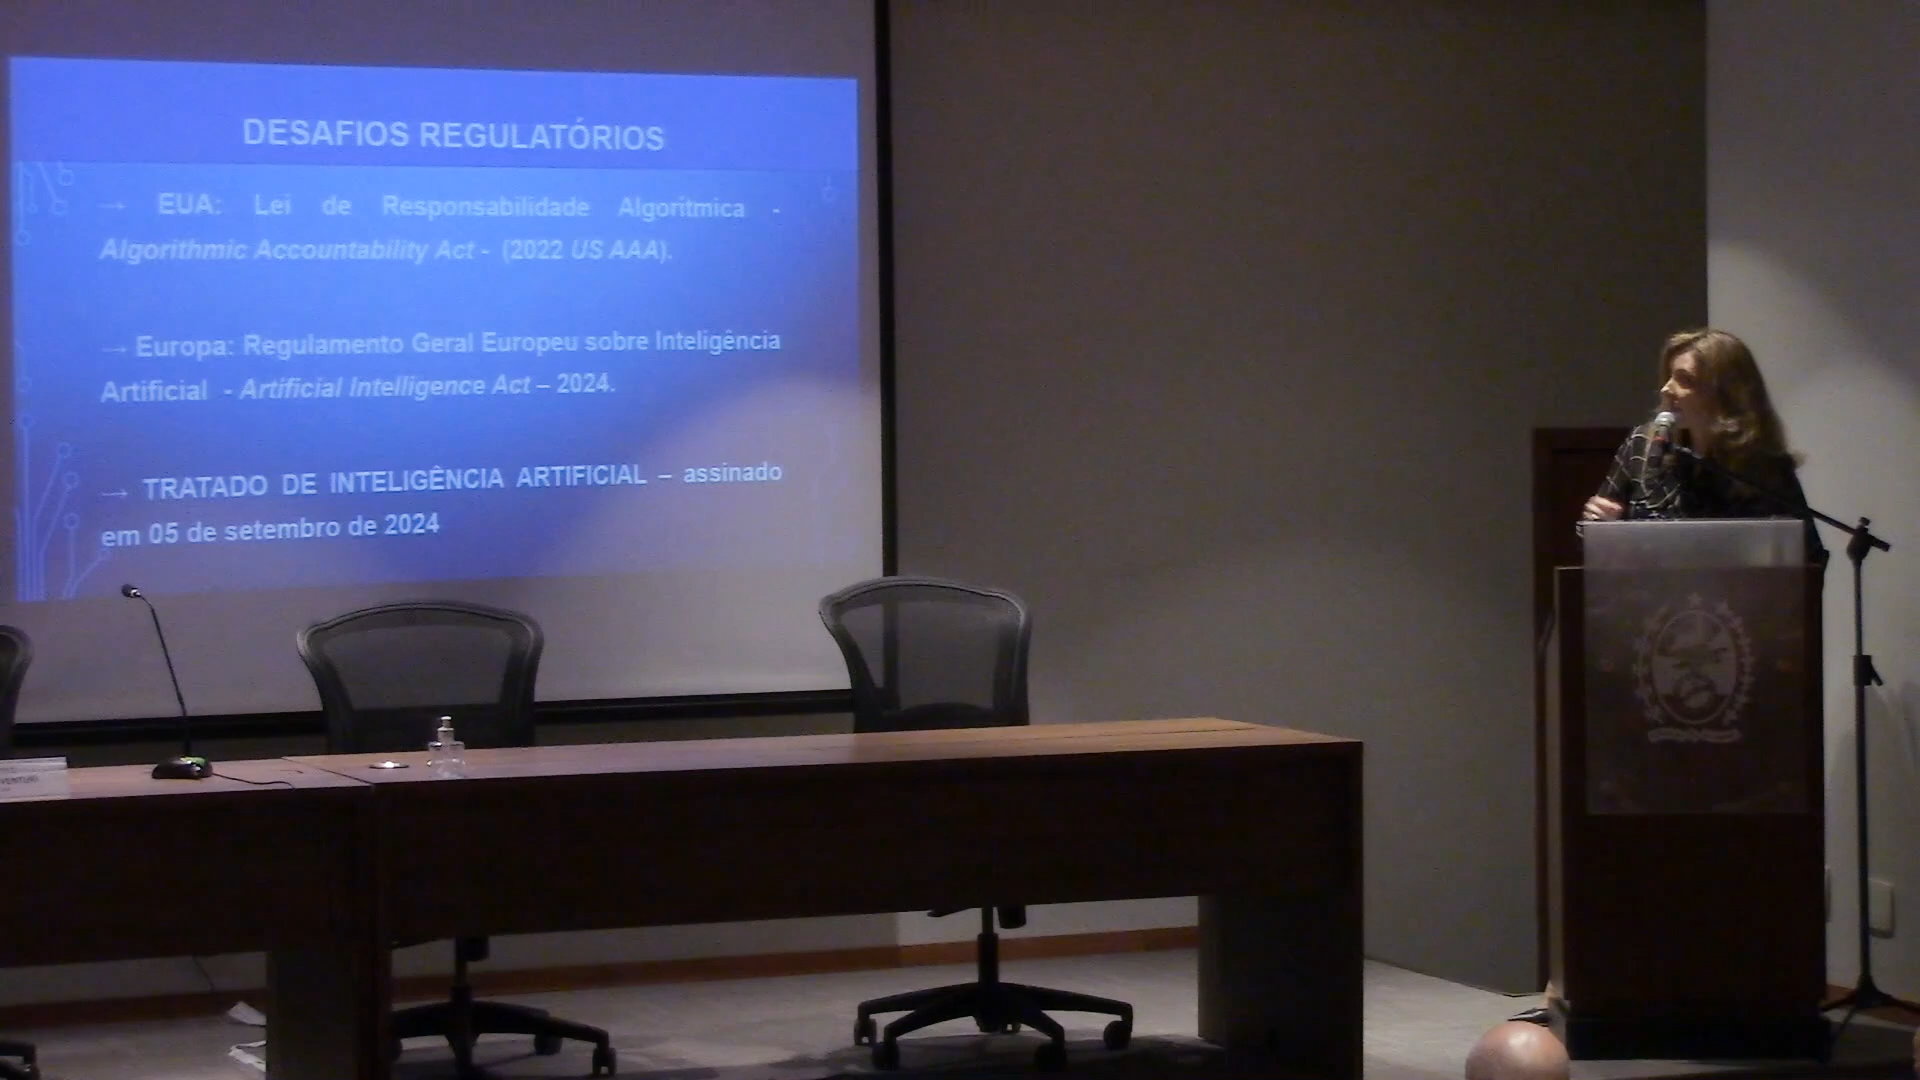 DESAFIOS REGULATÓRIOS
→ EUA: Lei de Responsabilidade Algorítmica -
Algorithmic Accountability Act - (2022 US AAA).
→ Europa: Regulamento Geral Europeu sobre Inteligência
Artificial - Artificial Intelligence Act – 2024.
→ TRATADO DE INTELIGÊNCIA ARTIFICIAL – assinado
em 05 de setembro de 2024